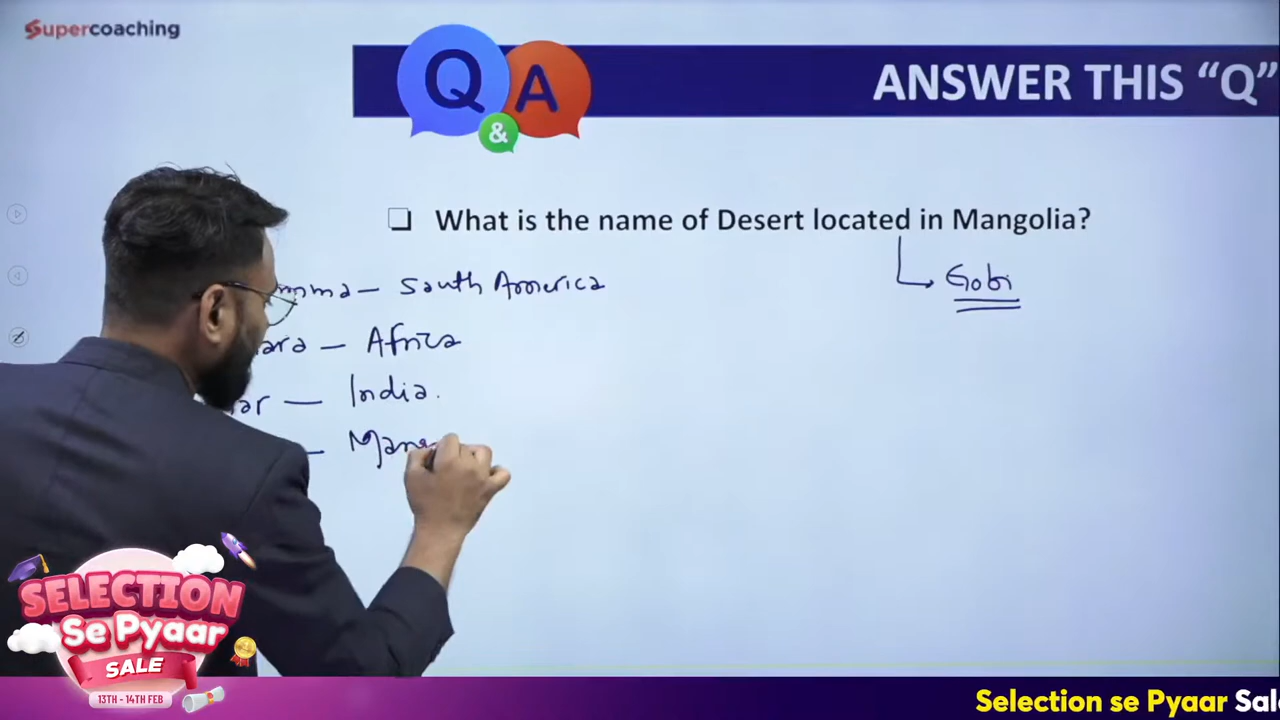 Supercoaching
Q & A
ANSWER THIS “Q”
❑ What is the name of Desert located in Mangolia?
Gobi
– South America
– Africa
– India.
–
SELECTION
Se Pyaar
SALE
13TH - 14TH FEB
Selection se Pyaar